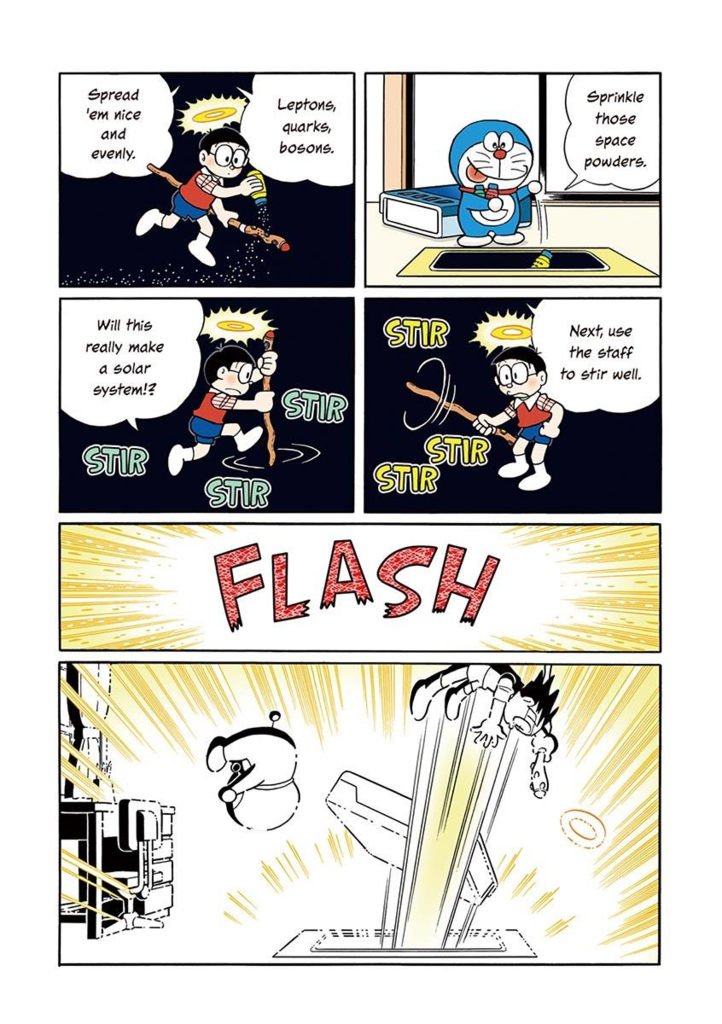 Sprinkle
those
space
powders.
Leptons,
quarks,
bosons.
Spread
'em nice
and
evenly.
Next, use
the staff
to stir well.
STIR
STIR
STIR
Will this
really make
a solar
system!?
STIR
STIR
STIR
FLASH